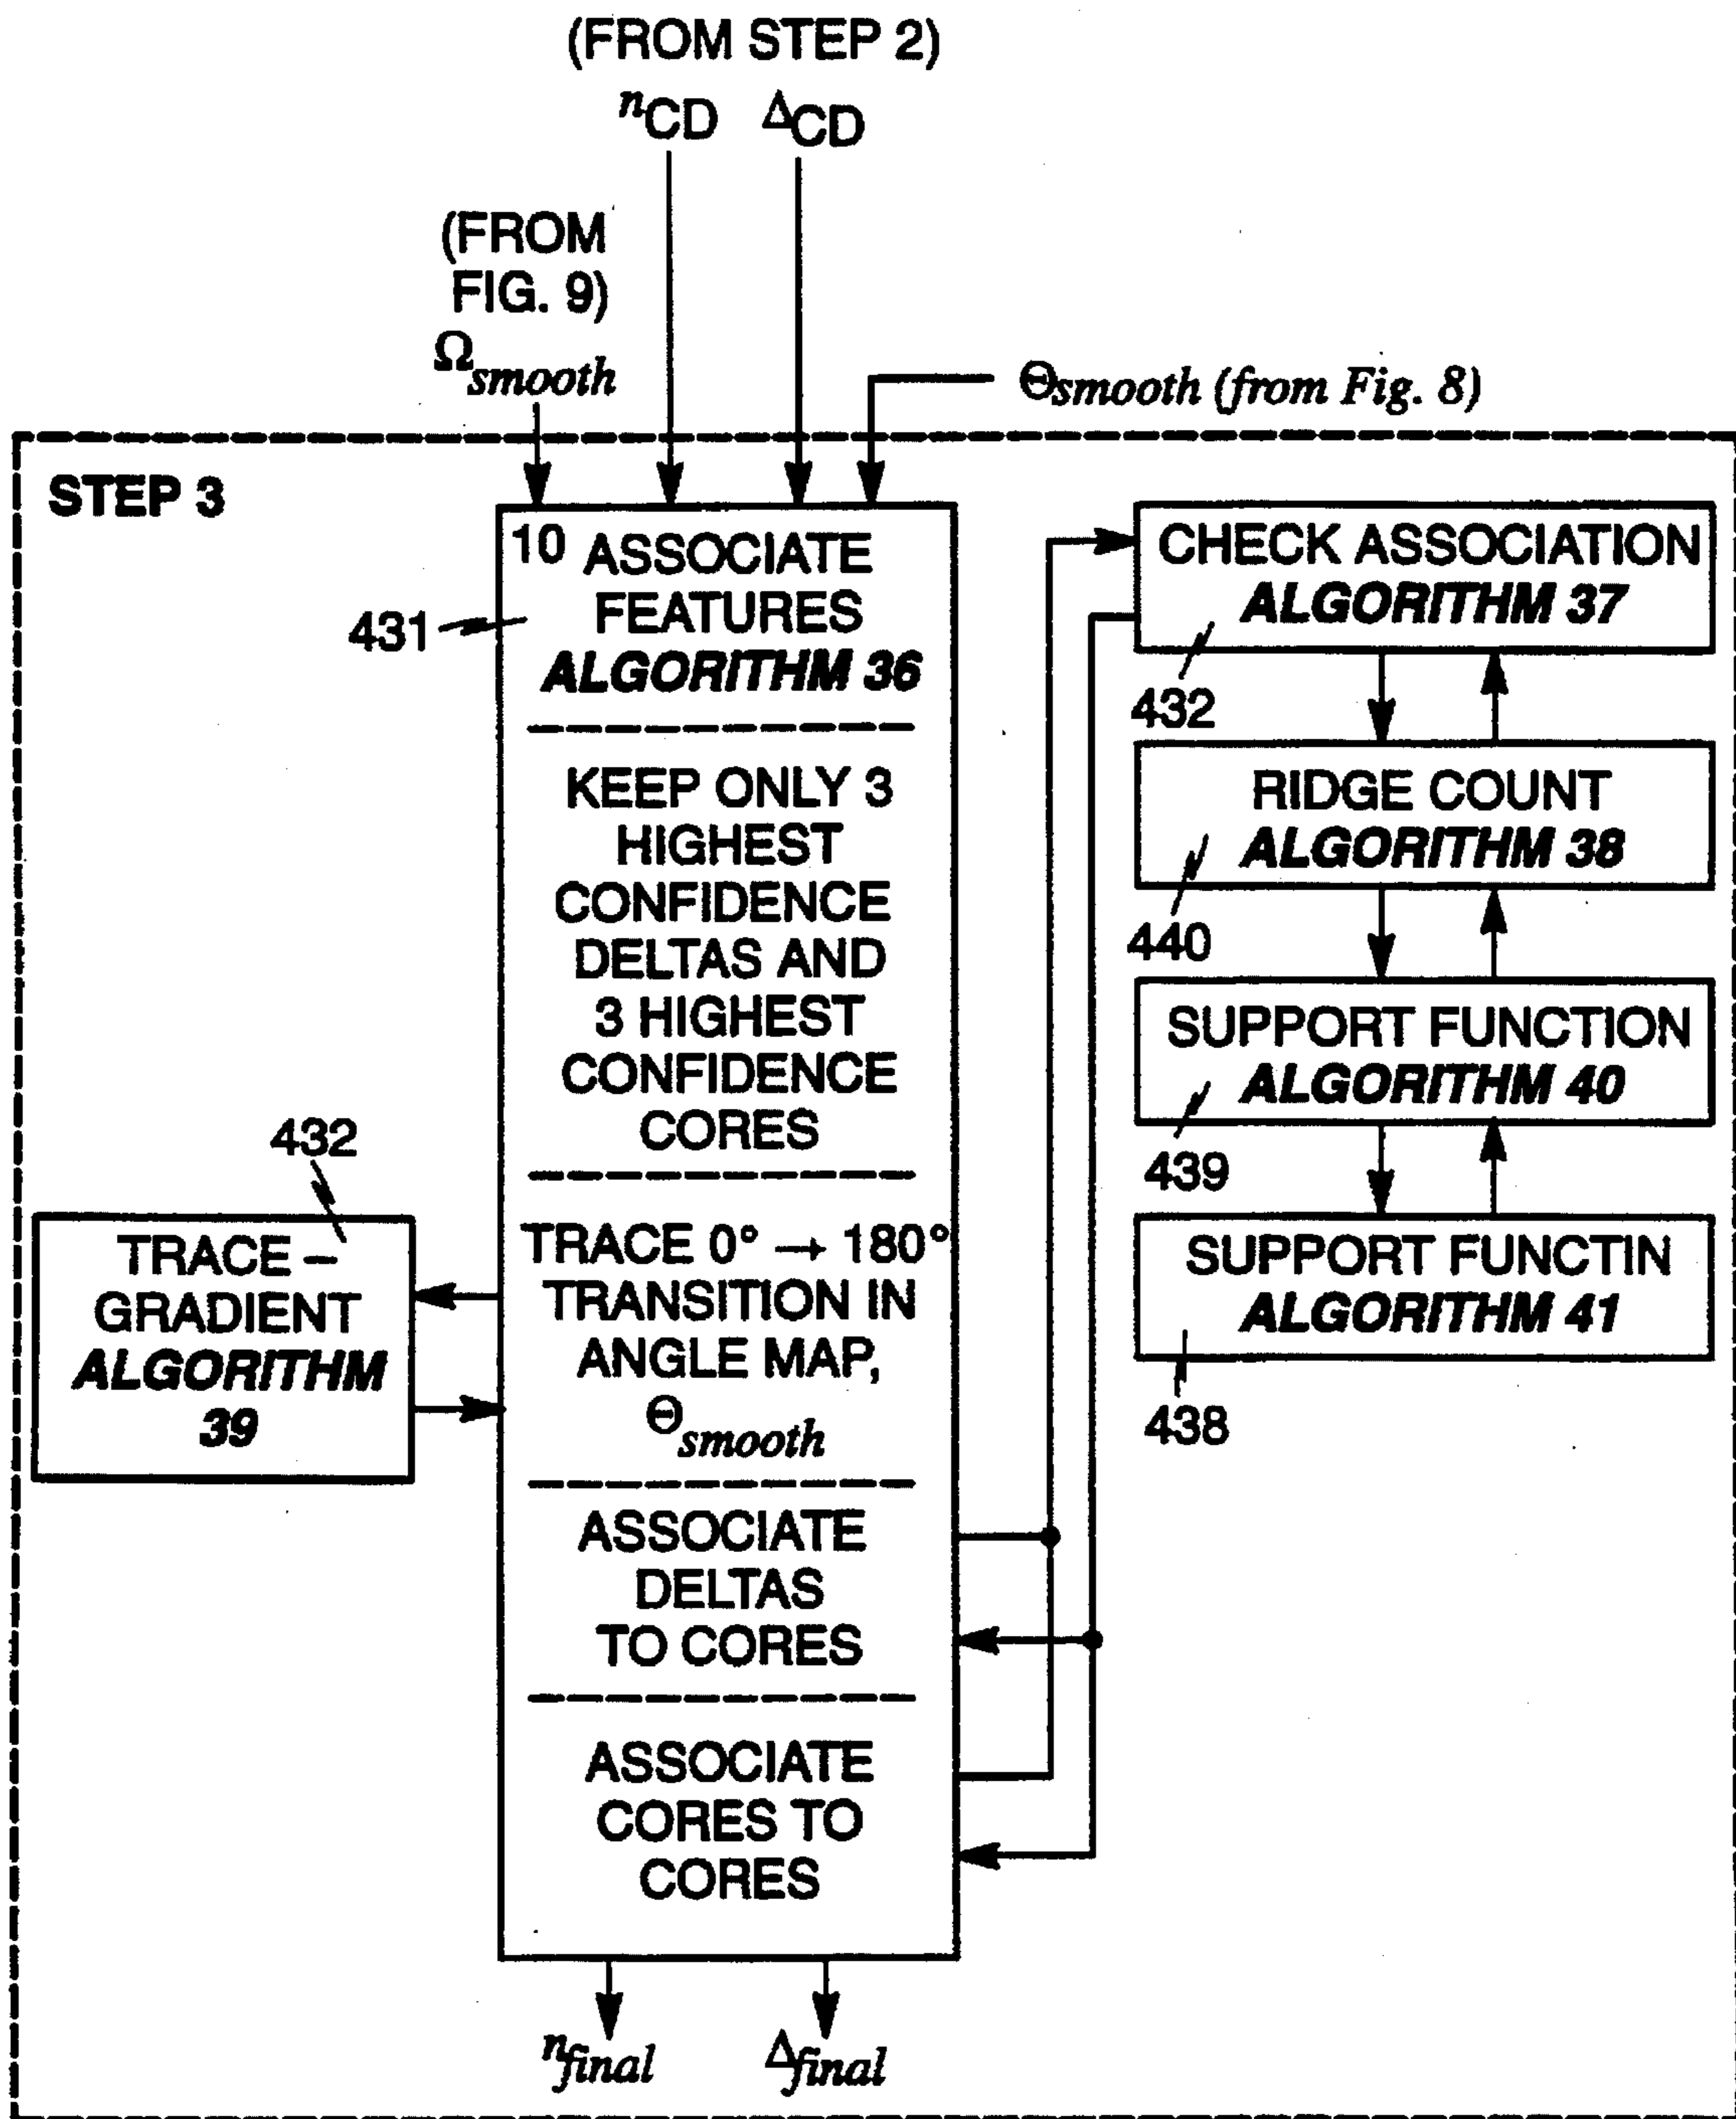 (FROM STEP 2)
nCD ΔCD
(FROM
FIG. 9)
Ωsmooth
Θsmooth (from Fig. 8)
STEP 3
10 ASSOCIATE
FEATURES
ALGORITHM 36
431
KEEP ONLY 3
HIGHEST
CONFIDENCE
DELTAS AND
3 HIGHEST
CONFIDENCE
CORES
TRACE 0° → 180°
TRANSITION IN
ANGLE MAP,
Θsmooth
ASSOCIATE
DELTAS
TO CORES
ASSOCIATE
CORES TO
CORES
432
TRACE –
GRADIENT
ALGORITHM
39
CHECK ASSOCIATION
ALGORITHM 37
432
RIDGE COUNT
ALGORITHM 38
440
SUPPORT FUNCTION
ALGORITHM 40
439
SUPPORT FUNCTIN
ALGORITHM 41
438
nfinal Δfinal